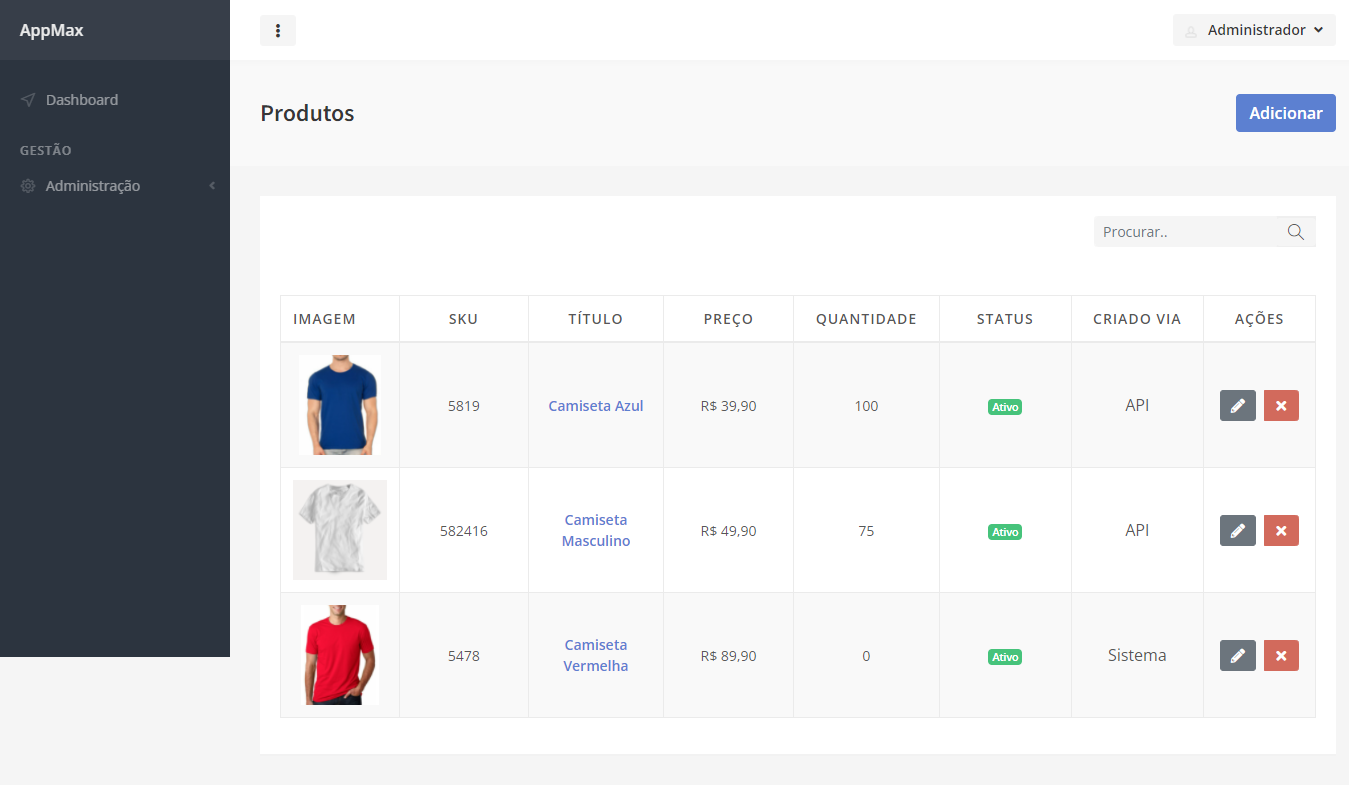 AppMax
Administrador
Dashboard
GESTÃO
Administração
Produtos
Adicionar
Procurar..
IMAGEM SKU TÍTULO PREÇO QUANTIDADE STATUS CRIADO VIA AÇÕES
5819 Camiseta Azul R$ 39,90 100 Ativo API
582416 Camiseta
Masculino R$ 49,90 75 Ativo API
5478 Camiseta
Vermelha R$ 89,90 0 Ativo Sistema